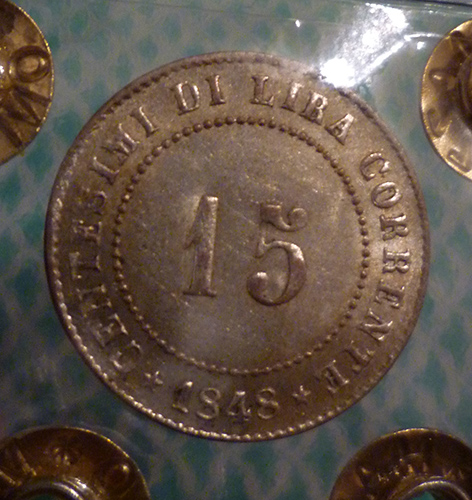 CENTESIMI DI LIRA CORRENTE
15
★ 1848 ★